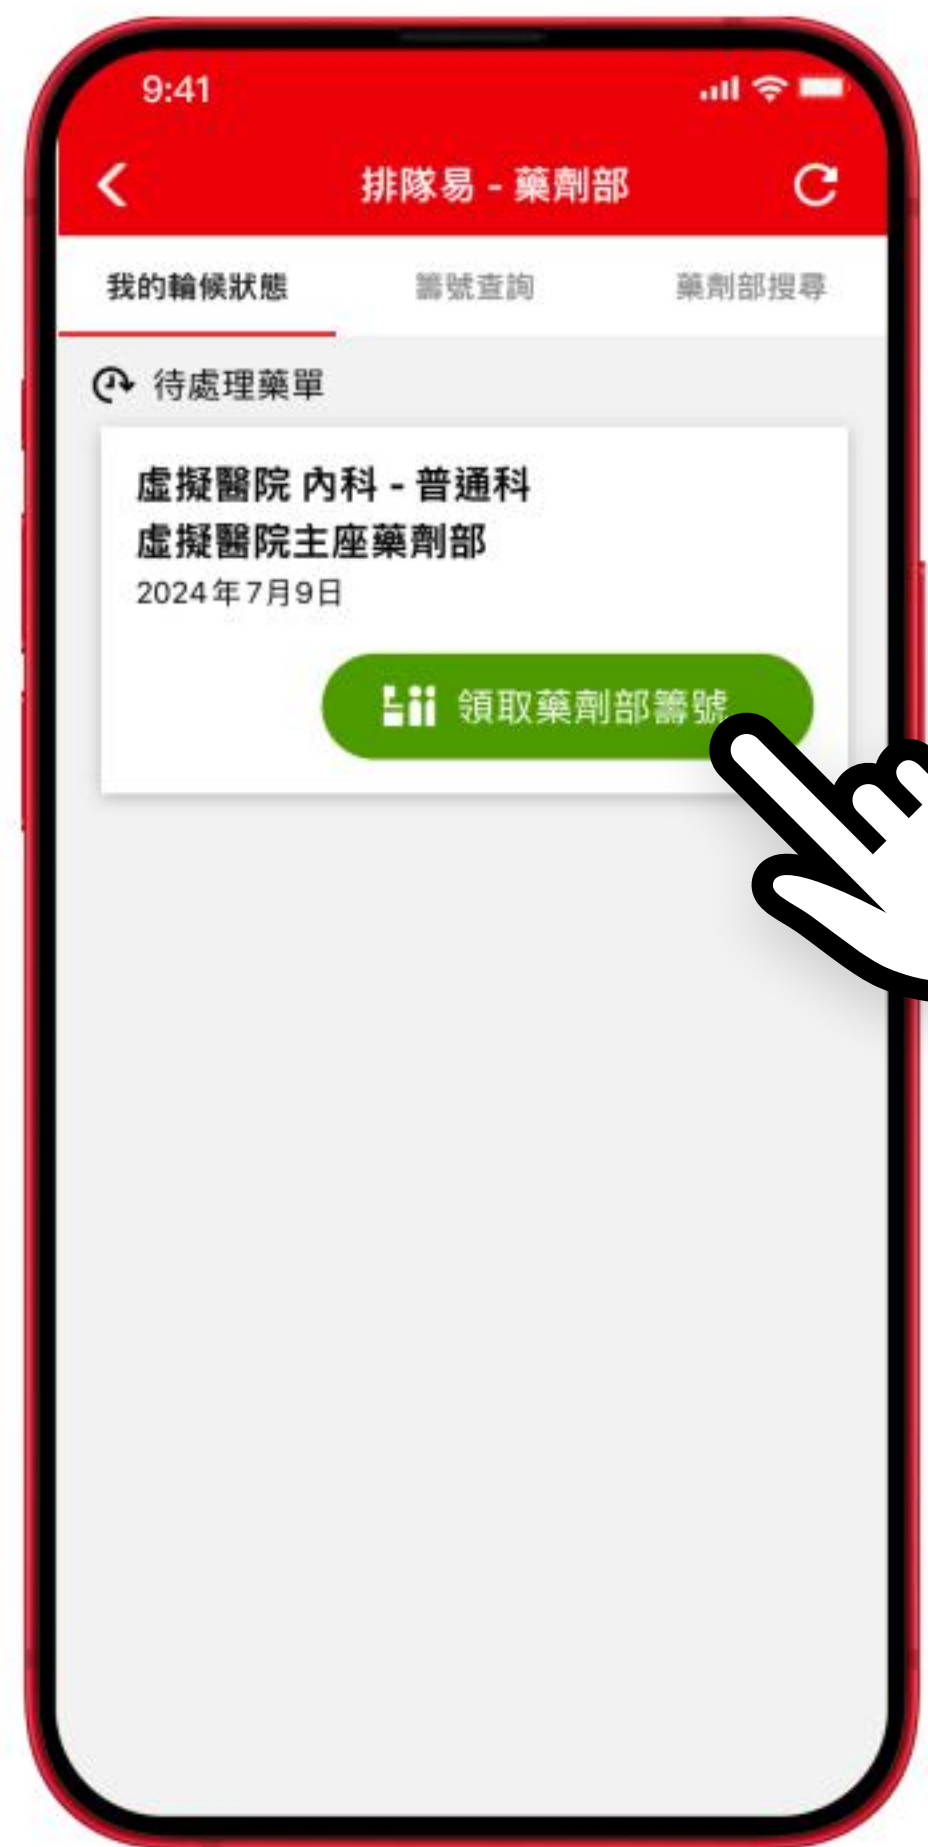 9:41
排隊易 - 藥劑部
我的輪候狀態
籌號查詢
藥劑部搜尋
待處理藥單
虛擬醫院 內科 - 普通科
虛擬醫院主座藥劑部
2024年7月9日
領取藥劑部籌號